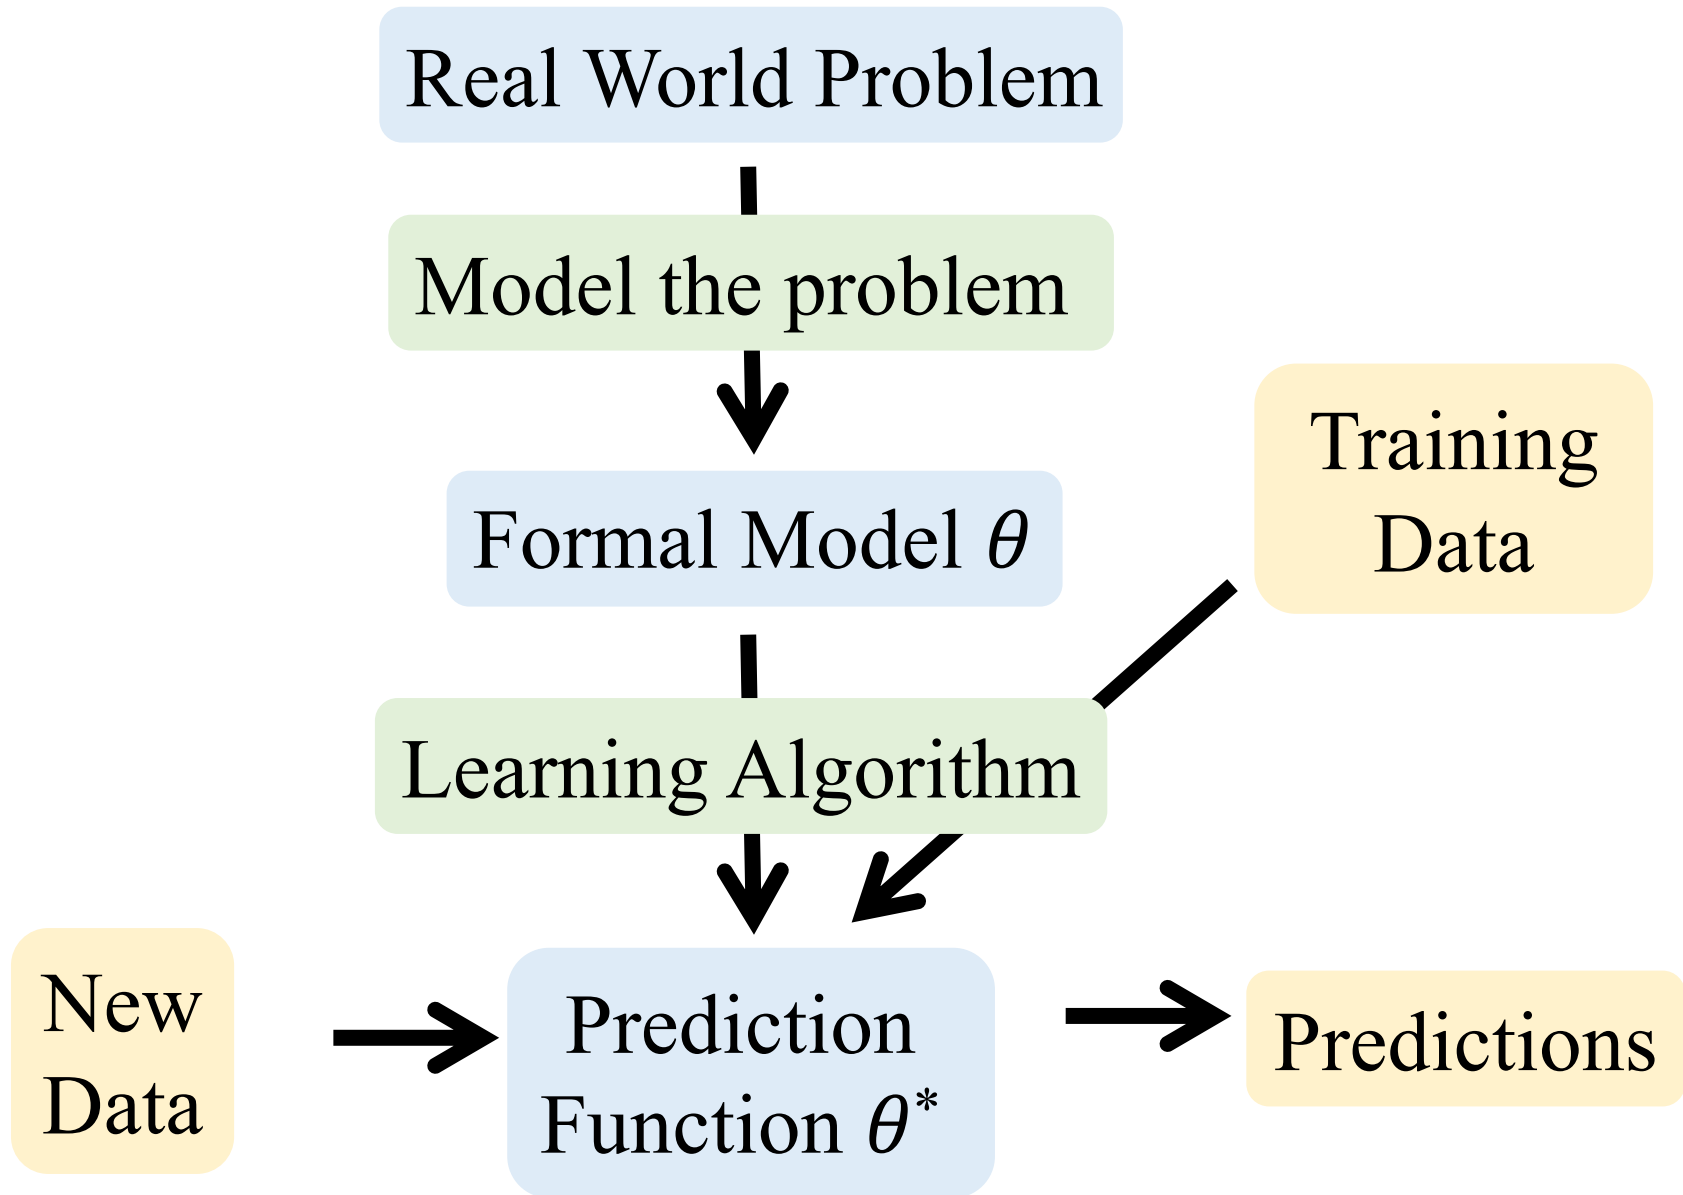 Real World Problem
Model the problem
Training
Data
Formal Model θ
Learning Algorithm
New
Data
Prediction
Function θ*
Predictions